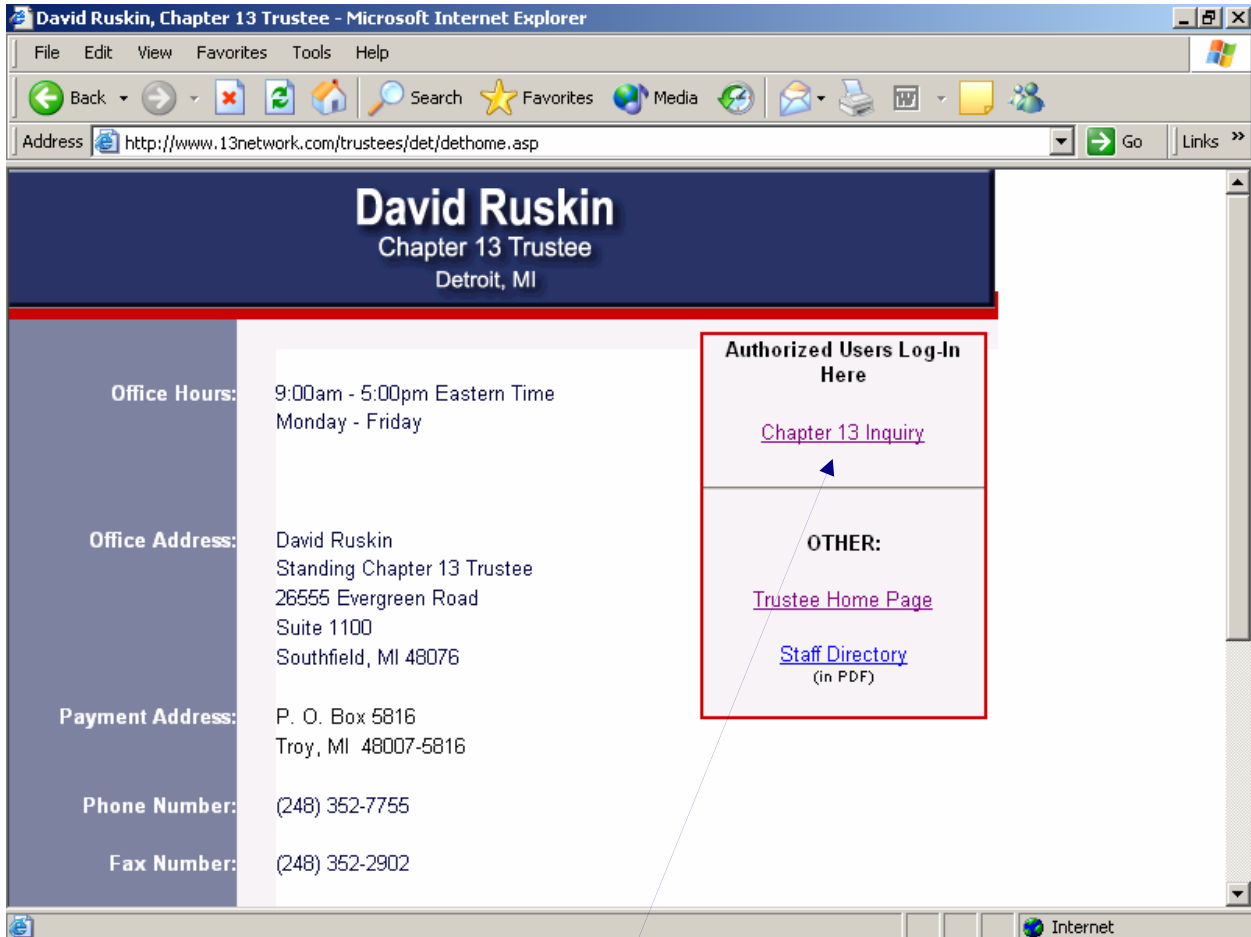 David Ruskin, Chapter 13 Trustee - Microsoft Internet Explorer
File Edit View Favorites Tools Help
Back Search Favorites Media
Address http://www.13network.com/trustees/det/dethome.asp Go Links »
David Ruskin
Chapter 13 Trustee
Detroit, MI
Authorized Users Log-In
Here
Chapter 13 Inquiry
OTHER:
Trustee Home Page
Staff Directory
(in PDF)
Office Hours: 9:00am - 5:00pm Eastern Time
Monday - Friday
Office Address: David Ruskin
Standing Chapter 13 Trustee
26555 Evergreen Road
Suite 1100
Southfield, MI 48076
Payment Address: P. O. Box 5816
Troy, MI 48007-5816
Phone Number: (248) 352-7755
Fax Number: (248) 352-2902
Internet